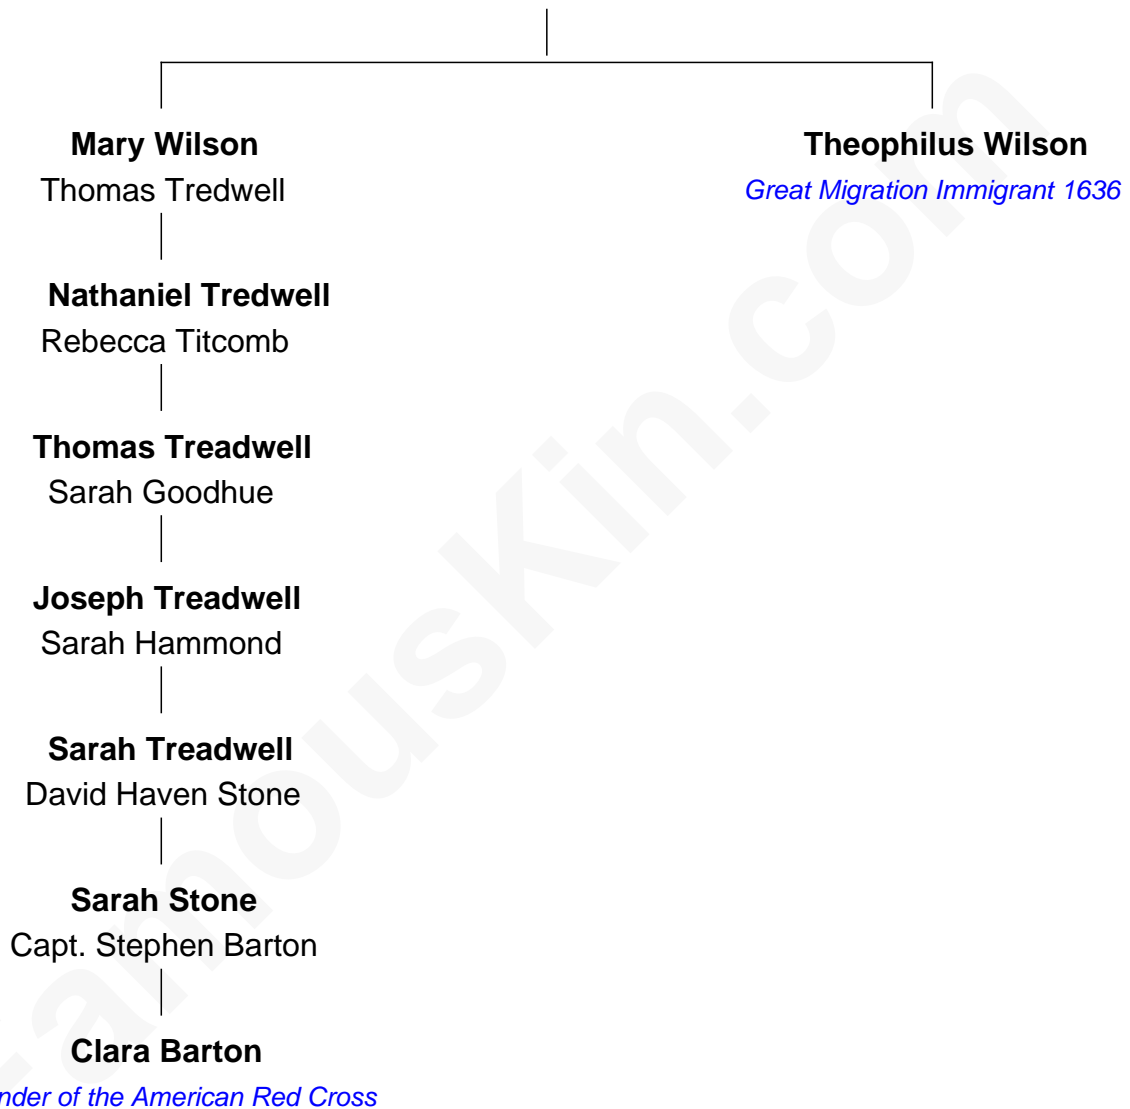 Mary Wilson
Thomas Tredwell
Theophilus Wilson
Great Migration Immigrant 1636
Nathaniel Tredwell
Rebecca Titcomb
Thomas Treadwell
Sarah Goodhue
Joseph Treadwell
Sarah Hammond
Sarah Treadwell
David Haven Stone
Sarah Stone
Capt. Stephen Barton
Clara Barton
nder of the American Red Cross
amousKin.com